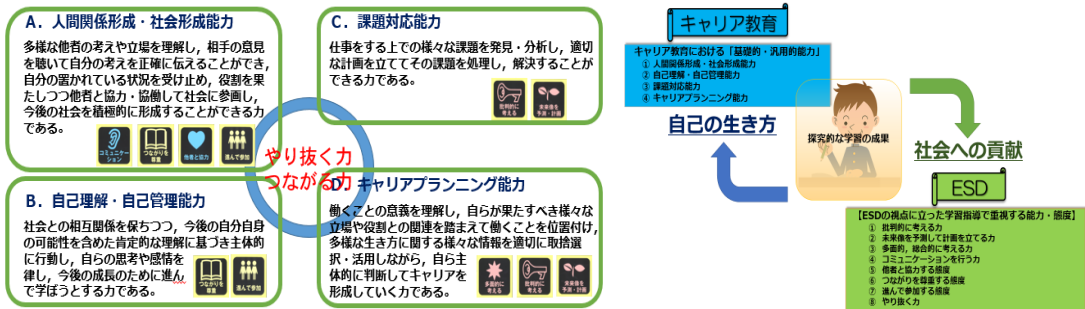 A．人間関係形成・社会形成能力
多様な他者の考えや立場を理解し，相手の意見
を聴いて自分の考えを正確に伝えることができ，
自分の置かれている状況を受け止め，役割を果
たしつつ他者と協力・協働して社会に参画し，
今後の社会を積極的に形成することができる力
である。
コミュニケー
ション
つながりを
尊重
他者と協力
進んで参加
B．自己理解・自己管理能力
社会との相互関係を保ちつつ，今後の自分自身
の可能性を含めた肯定的な理解に基づき主体的
に行動し，自らの思考や感情を
律し，今後の成長のために進ん
で学ぼうとする力である。
つながりを
尊重
進んで参加
やり抜く力
つながる力
C．課題対応能力
仕事をする上での様々な課題を発見・分析し，適切
な計画を立ててその課題を処理し，解決することが
できる力である。
批判的に
考える
未来像を
予測・計画
D．キャリアプランニング能力
働くことの意義を理解し，自らが果たすべき様々な
立場や役割との関連を踏まえて働くことを位置付け，
多様な生き方に関する様々な情報を適切に取捨選
択・活用しながら，自ら主
体的に判断してキャリアを
形成していく力である。
多面的に
考える
批判的に
考える
未来像を
予測・計画
キャリア教育
キャリア教育における「基礎的・汎用的能力」
① 人間関係形成・社会形成能力
② 自己理解・自己管理能力
③ 課題対応能力
④ キャリアプランニング能力
自己の生き方
探究的な学習の成果
社会への貢献
ESD
【ESDの視点に立った学習指導で重視する能力・態度】
① 批判的に考える力
② 未来像を予測して計画を立てる力
③ 多面的，総合的に考える力
④ コミュニケーションを行う力
⑤ 他者と協力する態度
⑥ つながりを尊重する態度
⑦ 進んで参加する態度
⑧ やり抜く力